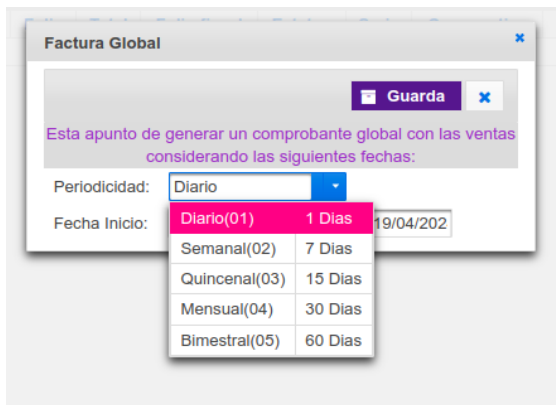 Factura Global
Guarda
Esta apunto de generar un comprobante global con las ventas
considerando las siguientes fechas:
Periodicidad: Diario
Fecha Inicio: 19/04/202
Diario(01) 1 Dias
Semanal(02) 7 Dias
Quincenal(03) 15 Dias
Mensual(04) 30 Dias
Bimestral(05) 60 Dias